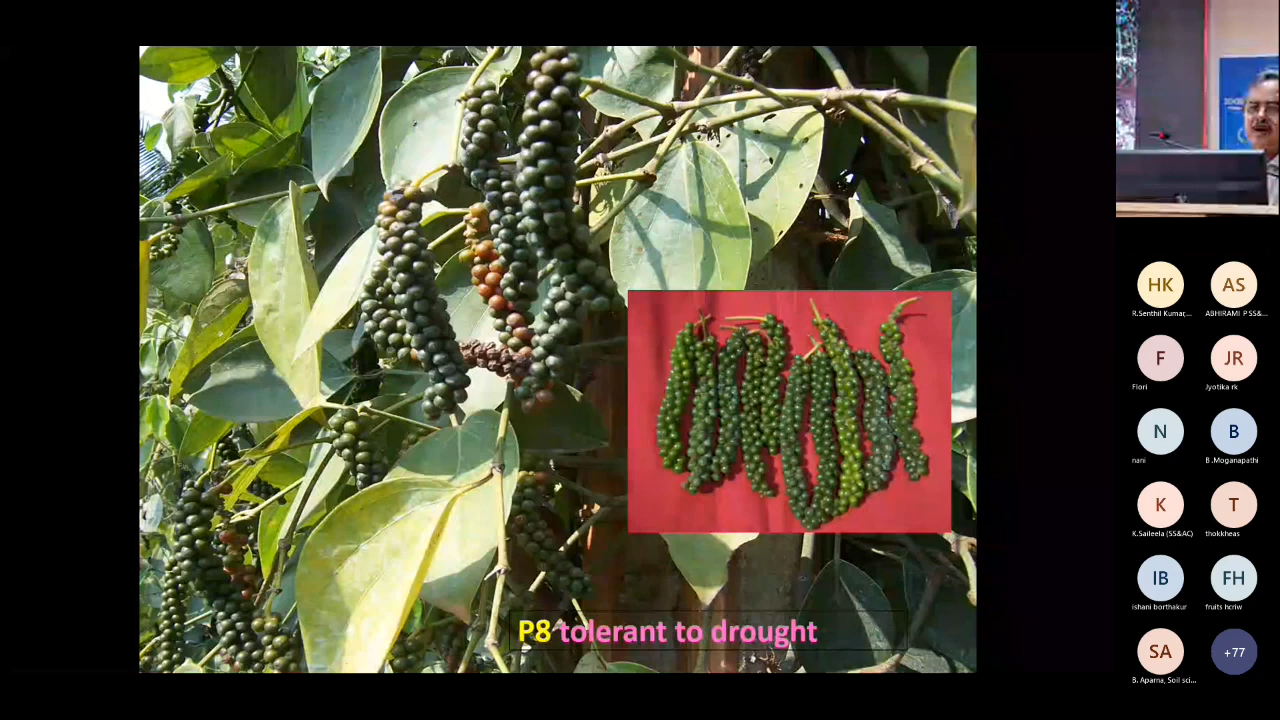 P8 tolerant to drought
HK
AS
R.Senthil Kumar,...
ABHIRAMI P SS&...
F
JR
Flori
Jyotika rk
N
B
nani
B .Moganapathi
K
T
K.Saileela (SS&AC)
thokkheas
IB
FH
ishani borthakur
fruits hcriw
SA
+77
B. Aparna, Soil sci...